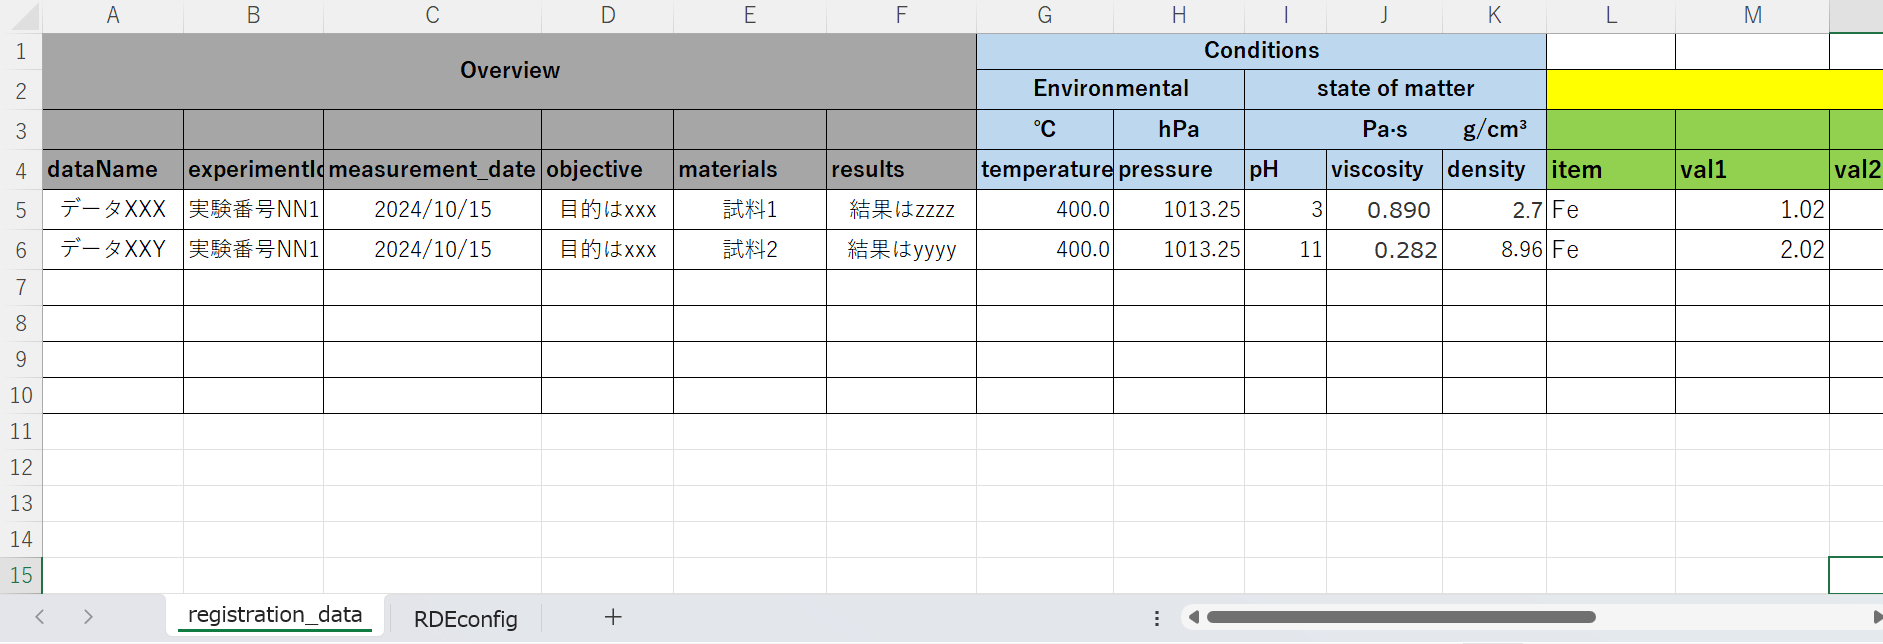 A B C D E F G H I J K L M
1 Overview Conditions
2 Environmental state of matter
3 ℃ hPa Pa·s g/cm³
4 dataName experimentId measurement_date objective materials results temperature pressure pH viscosity density item val1 val2
5 データXXX 実験番号NN1 2024/10/15 目的はxxx 試料1 結果はzzzz 400.0 1013.25 3 0.890 2.7 Fe 1.02
6 データXXY 実験番号NN1 2024/10/15 目的はxxx 試料2 結果はyyyy 400.0 1013.25 11 0.282 8.96 Fe 2.02
7
8
9
10
11
12
13
14
15
registration_data RDEconfig